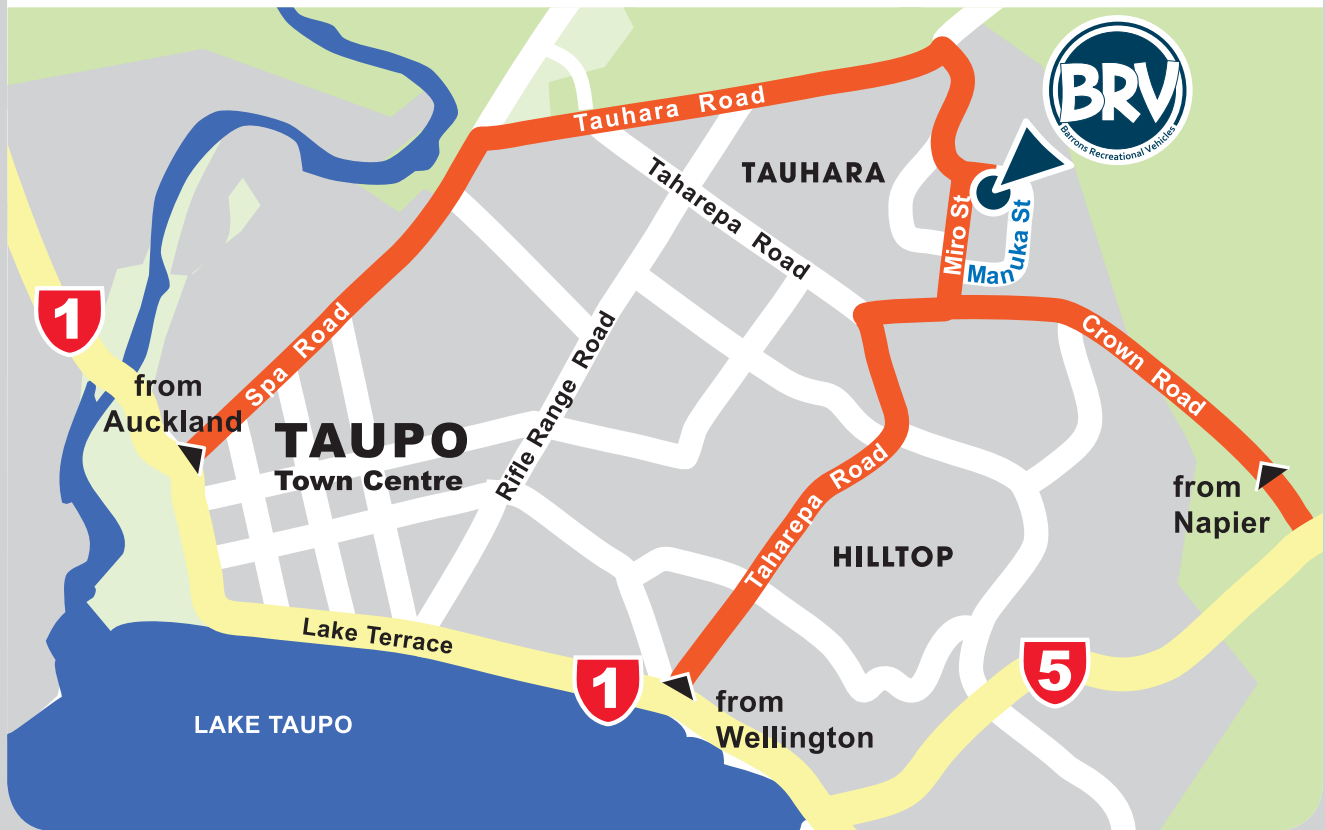 BRV
Barrons Recreational Vehicles
Tauhara Road
TAUHARA
Taharepa Road
Miro St
Manuka St
1
from
Auckland
Spa Road
Rifle Range Road
Crown Road
TAUPO
Town Centre
Taharepa Road
from
Napier
HILLTOP
Lake Terrace
1
5
from
Wellington
LAKE TAUPO